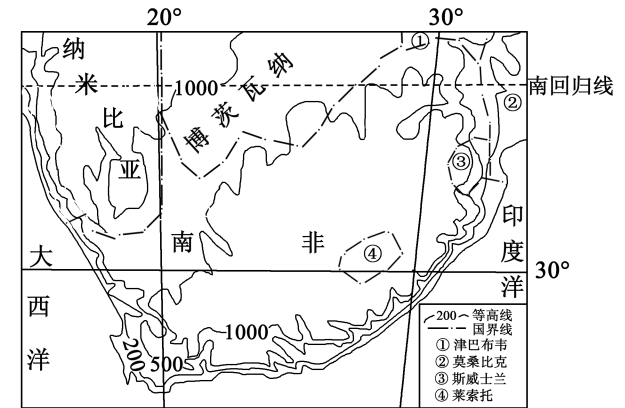 20° 30°
纳米比亚
博茨瓦纳
1000
①
南回归线
②
③
南非
④
印度洋
大西洋
30°
1000
200
500
200 等高线
国界线
① 津巴布韦
② 莫桑比克
③ 斯威士兰
④ 莱索托